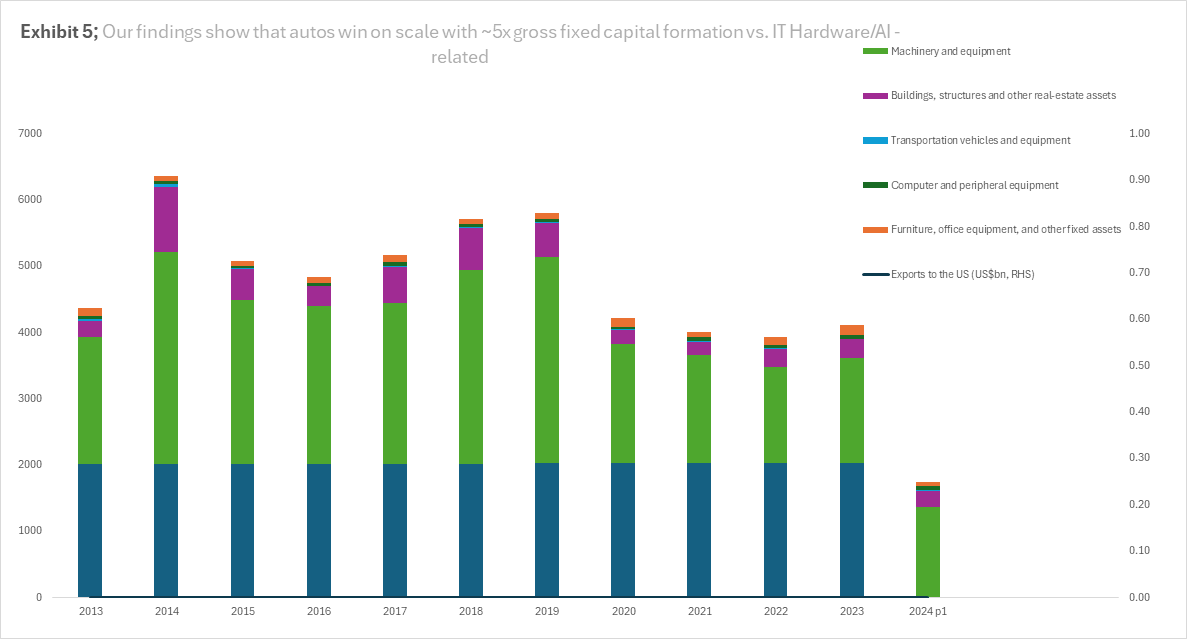 Exhibit 5; Our findings show that autos win on scale with ~5x gross fixed capital formation vs. IT Hardware/AI -
related
Machinery and equipment
Buildings, structures and other real-estate assets
Transportation vehicles and equipment
Computer and peripheral equipment
Furniture, office equipment, and other fixed assets
Exports to the US (US$bn, RHS)
7000
6000
5000
4000
3000
2000
1000
0
1.00
0.90
0.80
0.70
0.60
0.50
0.40
0.30
0.20
0.10
0.00
2013 2014 2015 2016 2017 2018 2019 2020 2021 2022 2023 2024 p1